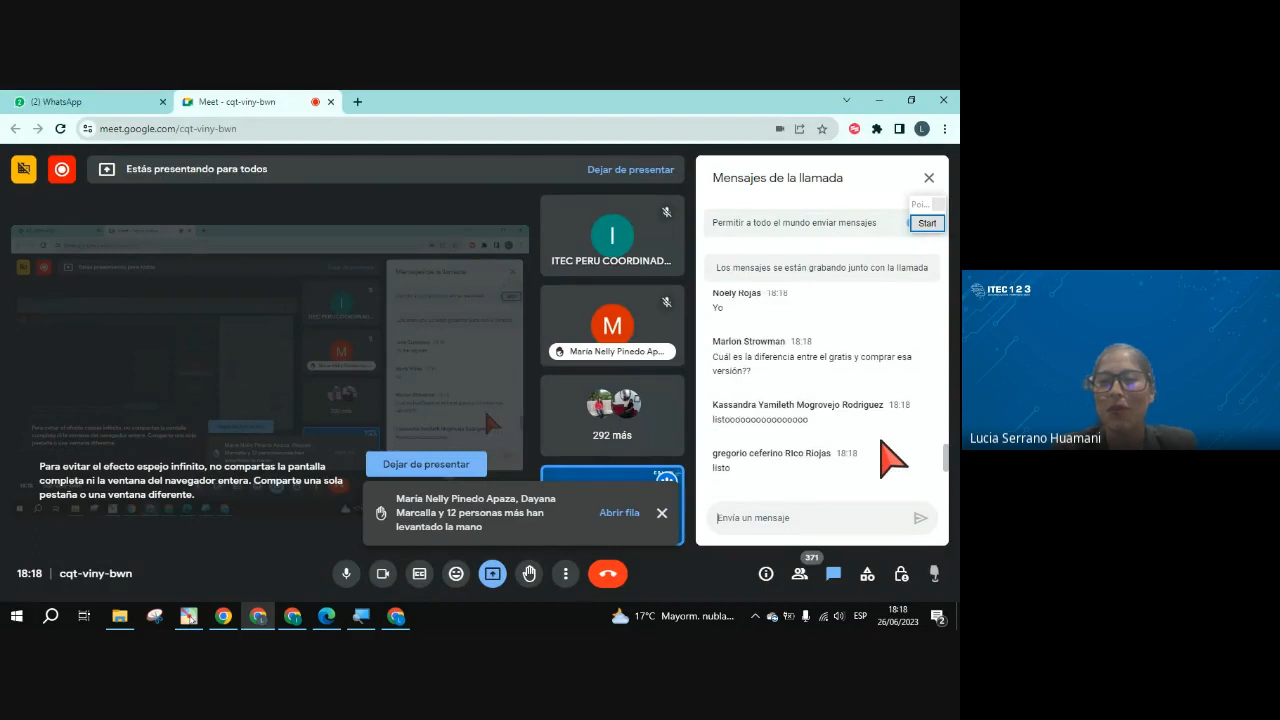 (2) WhatsApp
Meet - cqt-viny-bwn
meet.google.com/cqt-viny-bwn
L
Estás presentando para todos
Dejar de presentar
Para evitar el efecto espejo infinito, no compartas la pantalla
completa ni la ventana del navegador entera. Comparte una sola
pestaña o una ventana diferente.
Dejar de presentar
I
ITEC PERU COORDINAD...
M
María Nelly Pinedo Ap...
292 más
María Nelly Pinedo Apaza, Dayana
Marcalla y 12 personas más han
levantado la mano
Abrir fila
Mensajes de la llamada
Poi...
Start
Permitir a todo el mundo enviar mensajes
Los mensajes se están grabando junto con la llamada
Noely Rojas 18:18
Yo
Marlon Strowman 18:18
Cuál es la diferencia entre el gratis y comprar esa
versión??
Kassandra Yamileth Mogrovejo Rodriguez 18:18
listooooooooooooooo
gregorio ceferino Rico Riojas 18:18
listo
Envía un mensaje
18:18 | cqt-viny-bwn
371
17°C Mayorm. nubla...
ESP
18:18
26/06/2023
2
ITEC 1 2 3
Lucia Serrano Huamani